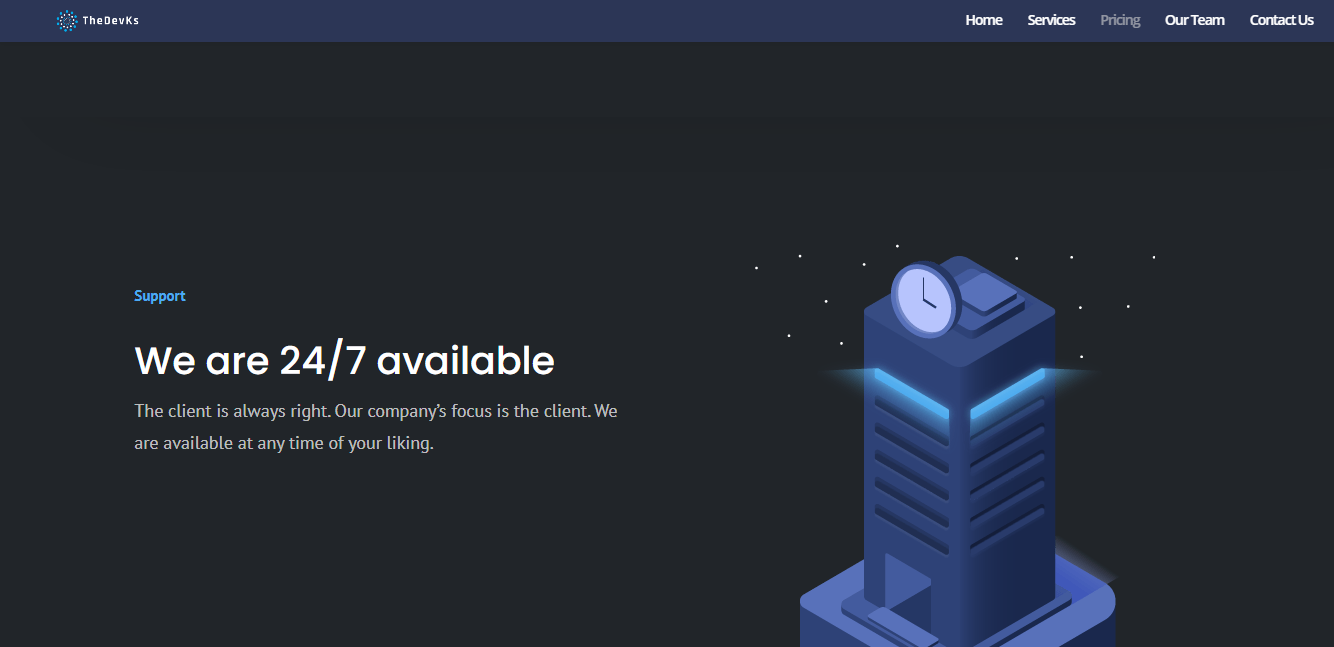 TheDevKs
Home Services Pricing Our Team Contact Us
Support
We are 24/7 available
The client is always right. Our company’s focus is the client. We
are available at any time of your liking.